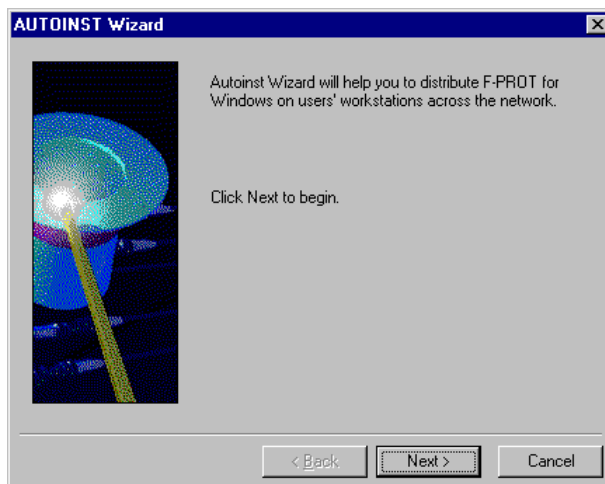 AUTOINST Wizard
Autoinst Wizard will help you to distribute F-PROT for
Windows on users' workstations across the network.
Click Next to begin.
< Back
Next >
Cancel